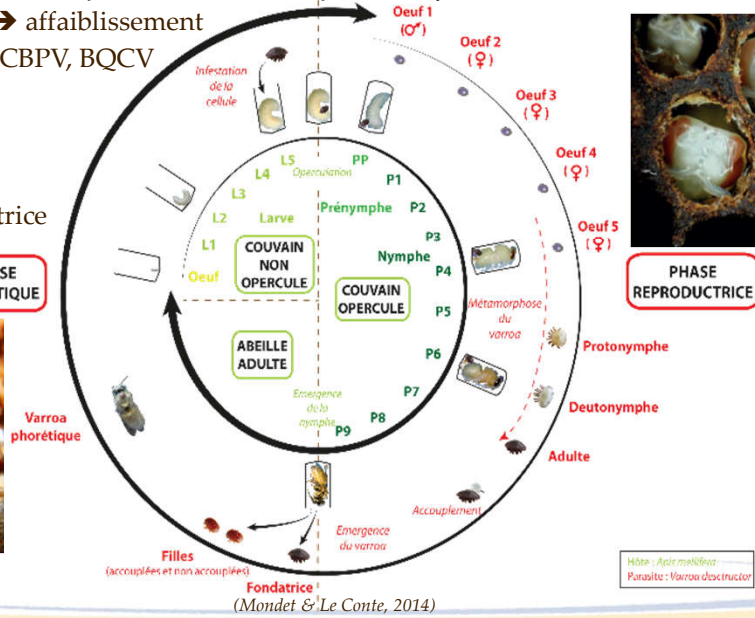 ➔ affaiblissement
CBPV, BQCV
trice
SE
TIQUE
Oeuf 1
(♂)
Oeuf 2
(♀)
Oeuf 3
(♀)
Oeuf 4
(♀)
Oeuf 5
(♀)
Infestation
de la
cellule
L5
PP
Operculation
L4
P1
L3
Prénymphe
P2
L2
Larve
P3
L1
Nymphe
Oeuf
P4
COUVAIN
NON
OPERCULE
COUVAIN
OPERCULE
P5
ABEILLE
ADULTE
P6
P7
P8
P9
Emergence
de la
nymphe
Métamorphose
du
varroa
PHASE
REPRODUCTRICE
Protonymphe
Deutonymphe
Adulte
Accouplement
Varroa
phorétique
Emergence
du varroa
Filles
(accouplées et non accouplées)
Fondatrice
(Mondet & Le Conte, 2014)
Hôte : Apis mellifera
Parasite : Varroa destructor